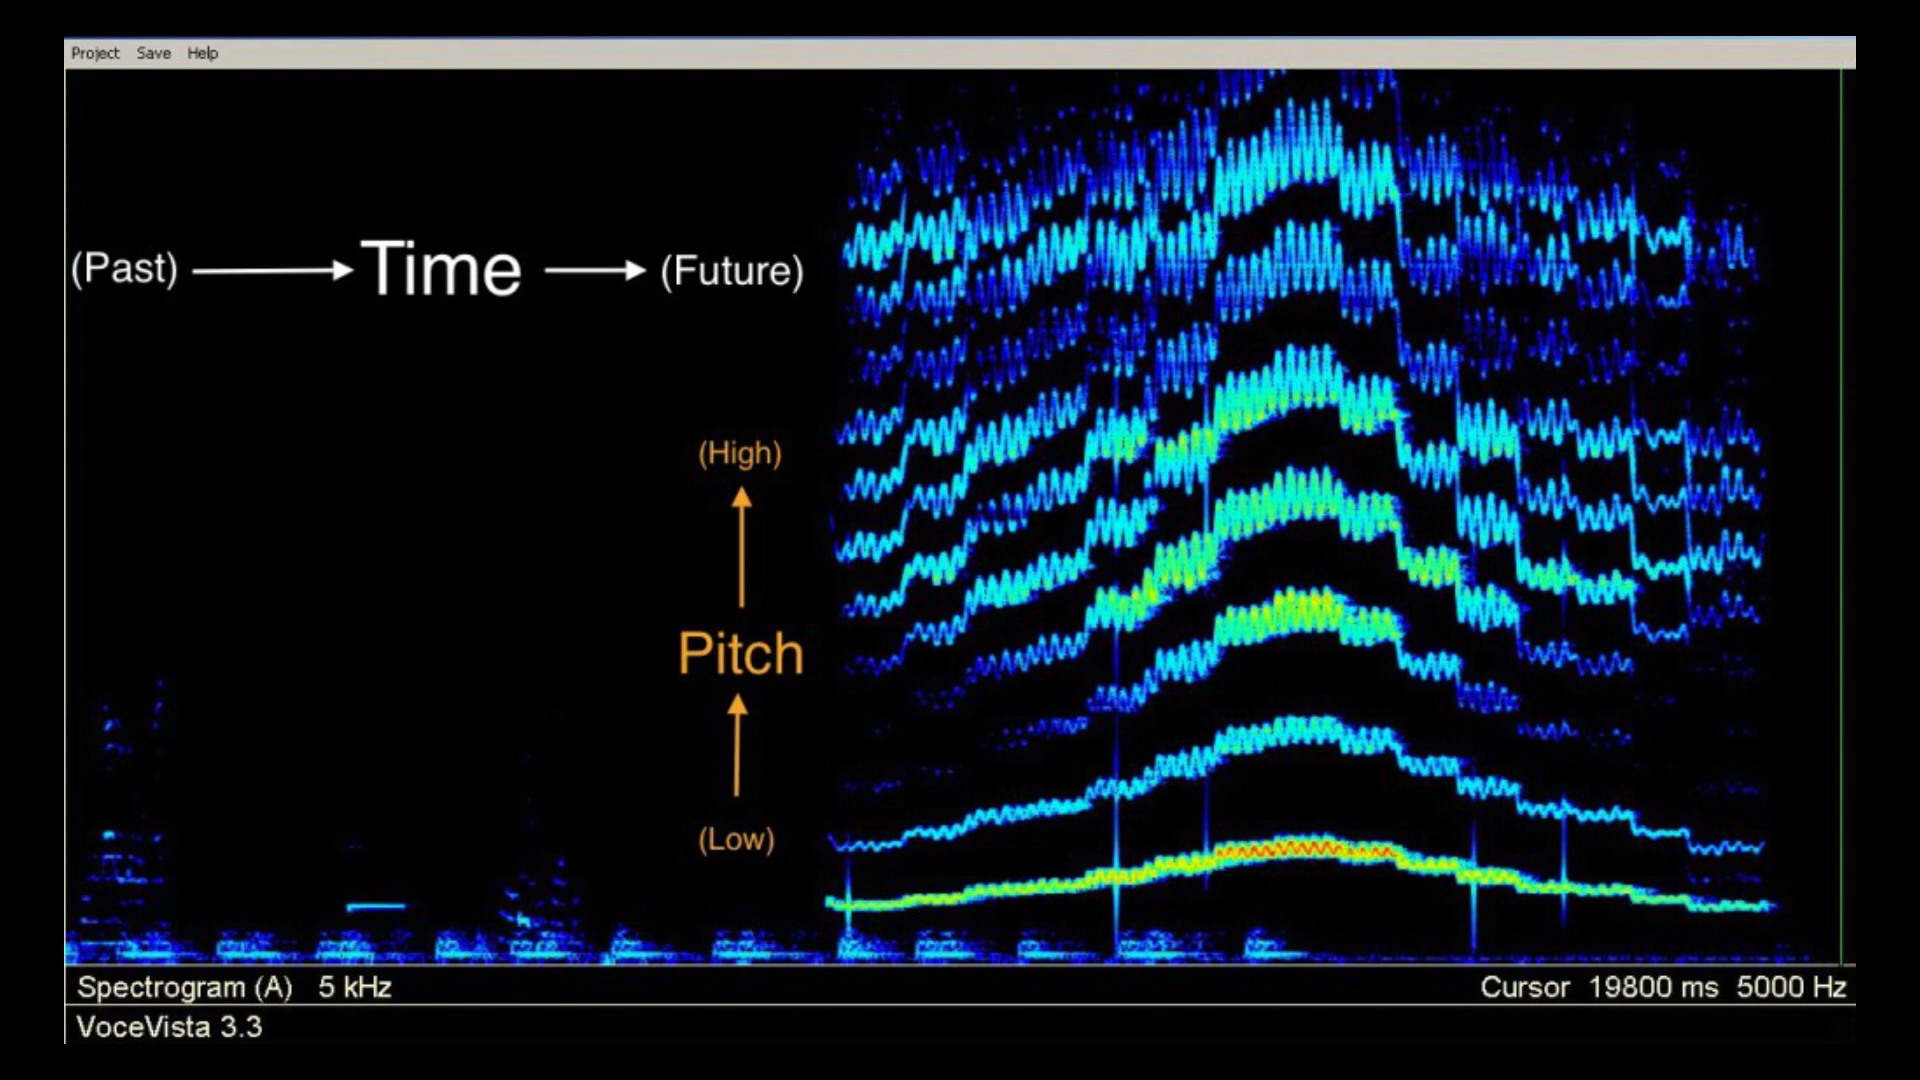 Project Save Help
(Past) Time (Future)
(High)
Pitch
(Low)
Spectrogram (A) 5 kHz
Cursor 19800 ms 5000 Hz
VoceVista 3.3